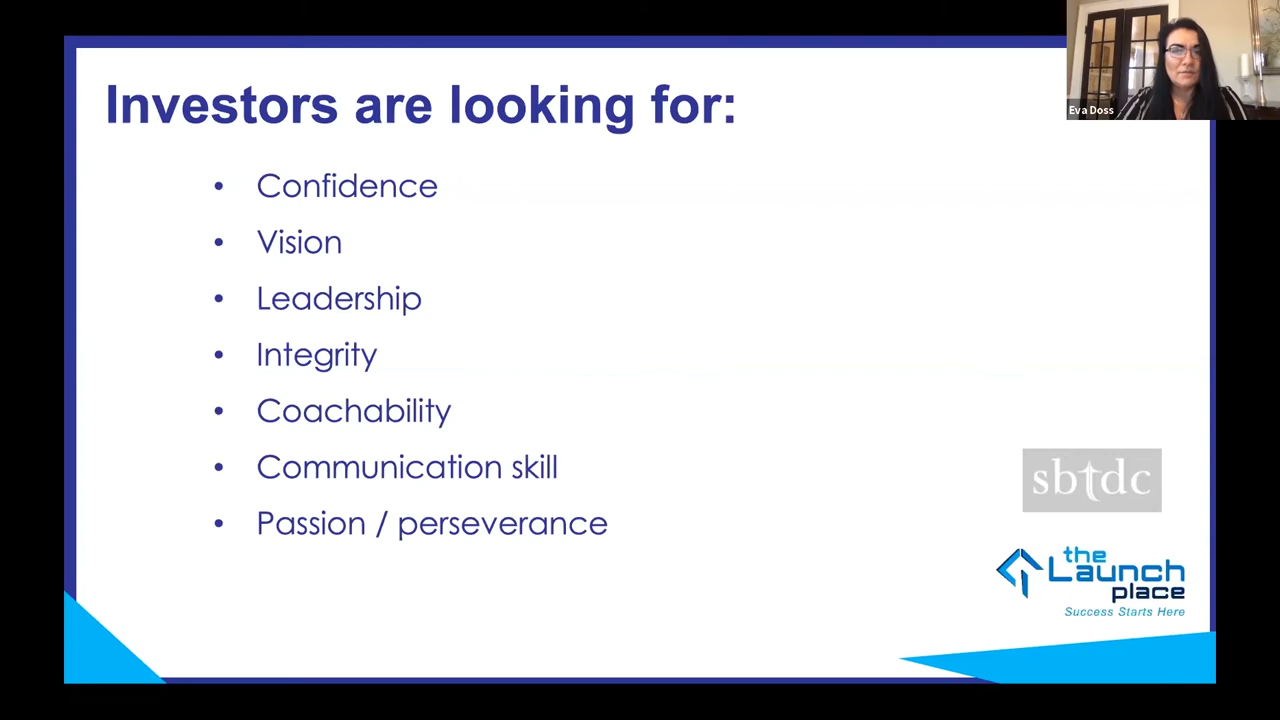 Investors are looking for:
• Confidence
• Vision
• Leadership
• Integrity
• Coachability
• Communication skill
• Passion / perseverance
Eva Doss
sbtdc
the
Launch
place
Success Starts Here